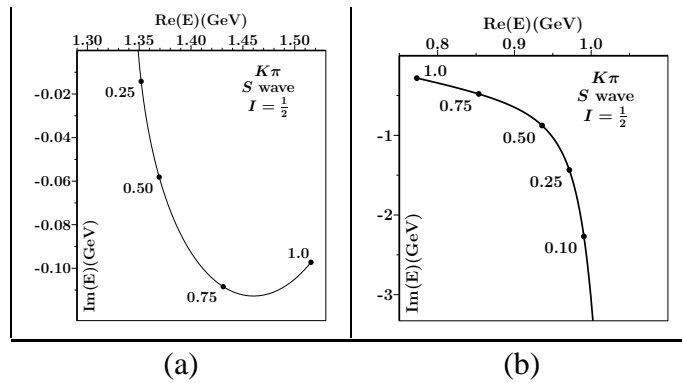 Re(E)(GeV)
1.30 1.35 1.40 1.45 1.50
Kπ
S wave
I = 1/2
0.25
-0.02
-0.04
-0.06
0.50
-0.08
-0.10
1.0
0.75
Im(E)(GeV)
(a)
Re(E)(GeV)
0.8 0.9 1.0
1.0
Kπ
S wave
I = 1/2
0.75
-1
0.50
0.25
-2
0.10
-3
Im(E)(GeV)
(b)